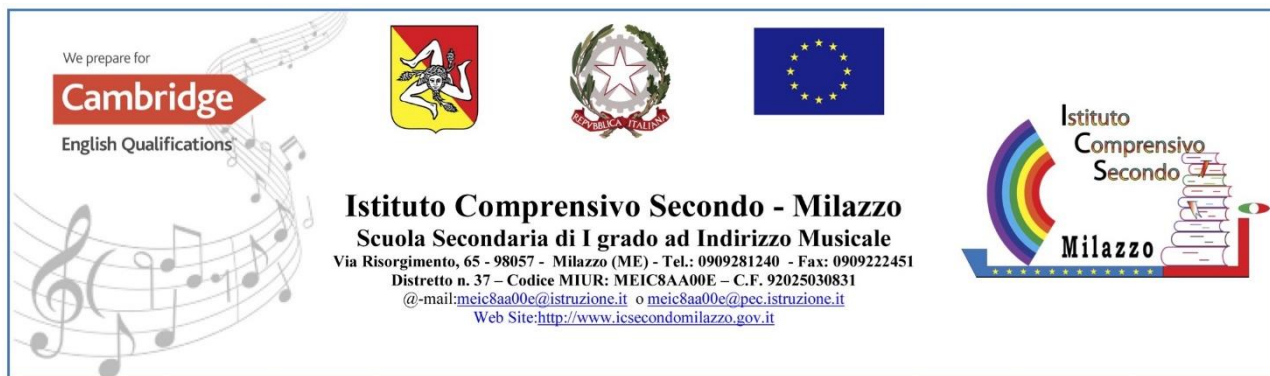 We prepare for
Cambridge
English Qualifications
REPVBBLICA ITALIANA
Istituto
Comprensivo
Secondo
Milazzo
Istituto Comprensivo Secondo - Milazzo
Scuola Secondaria di I grado ad Indirizzo Musicale
Via Risorgimento, 65 - 98057 - Milazzo (ME) - Tel.: 0909281240 - Fax: 0909222451
Distretto n. 37 – Codice MIUR: MEIC8AA00E – C.F. 92025030831
@-mail:meic8aa00e@istruzione.it o meic8aa00e@pec.istruzione.it
Web Site:http://www.icsecondomilazzo.gov.it